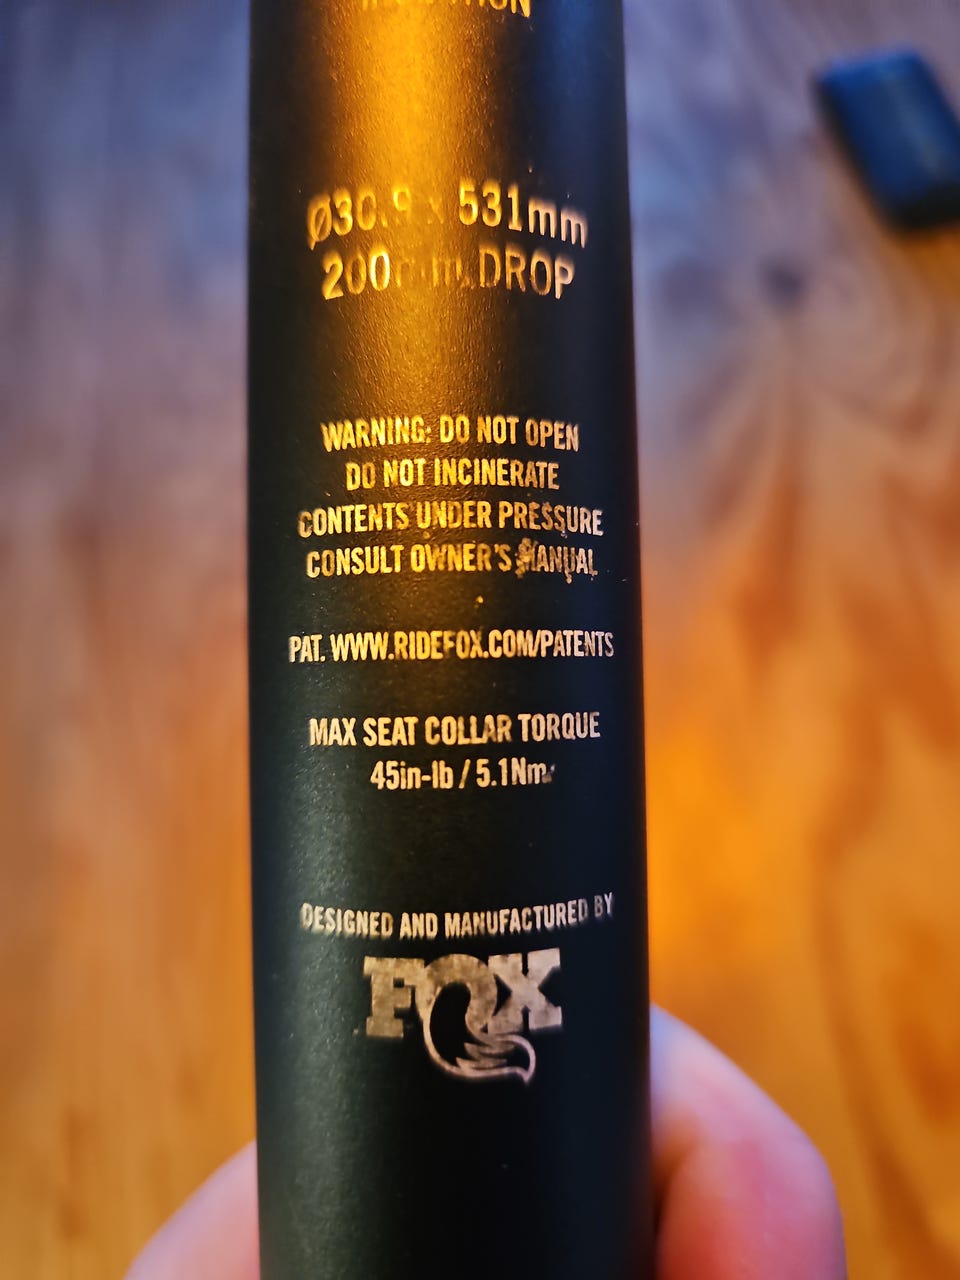 Ø30.9 x 531mm
200mm DROP
WARNING: DO NOT OPEN
DO NOT INCINERATE
CONTENTS UNDER PRESSURE
CONSULT OWNER'S MANUAL
PAT. WWW.RIDEFOX.COM/PATENTS
MAX SEAT COLLAR TORQUE
45in-lb / 5.1Nm
DESIGNED AND MANUFACTURED BY
FOX